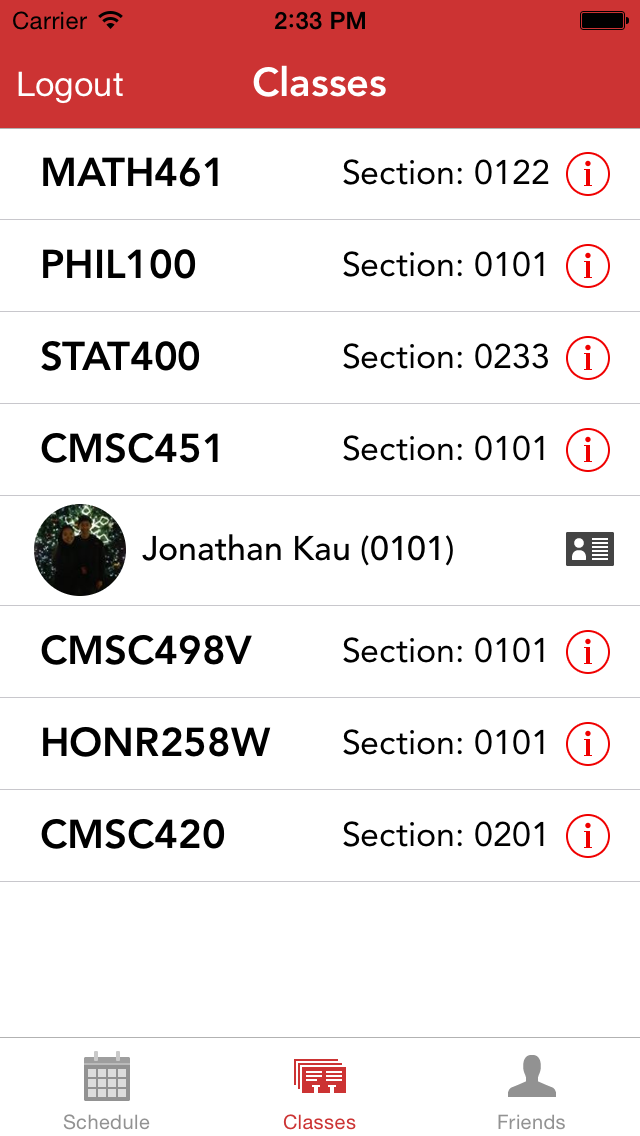 Carrier 2:33 PM
Logout Classes
MATH461 Section: 0122
PHIL100 Section: 0101
STAT400 Section: 0233
CMSC451 Section: 0101
Jonathan Kau (0101)
CMSC498V Section: 0101
HONR258W Section: 0101
CMSC420 Section: 0201
Schedule Classes Friends